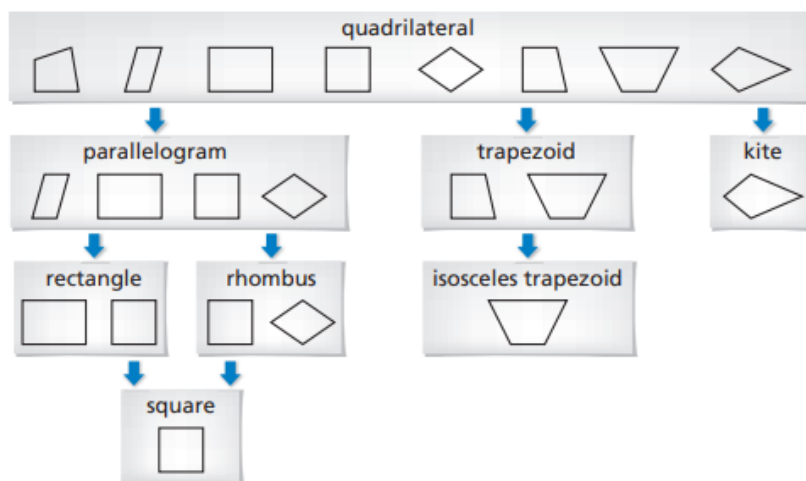 quadrilateral
parallelogram
trapezoid
kite
rectangle
rhombus
isosceles trapezoid
square